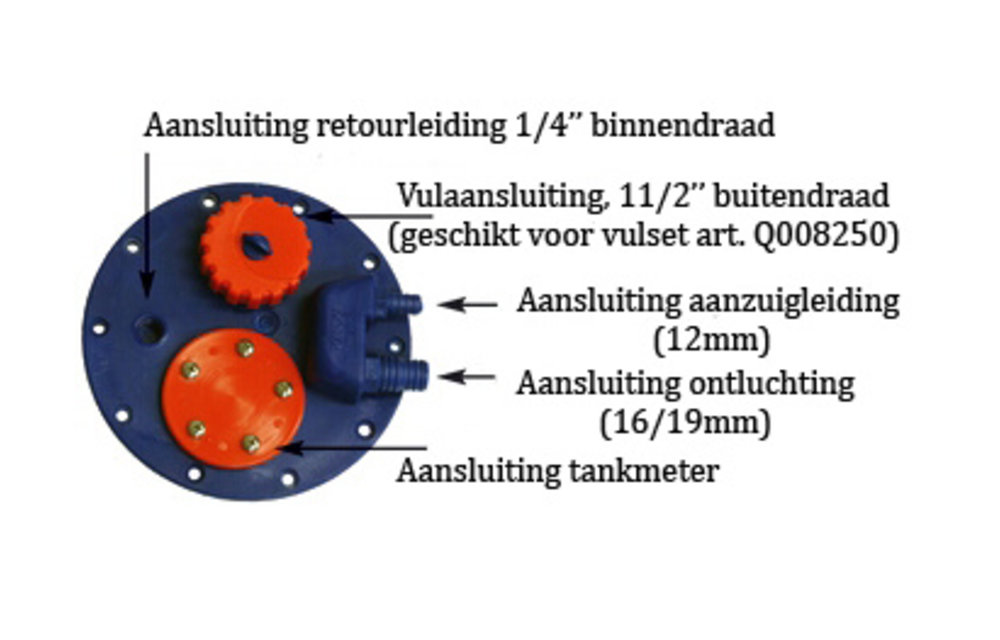 Aansluiting retourleiding 1/4” binnendraad
Vulaansluiting, 11/2” buitendraad
(geschikt voor vulset art. Q008250)
Aansluiting aanzuigleiding
(12mm)
Aansluiting ontluchting
(16/19mm)
Aansluiting tankmeter